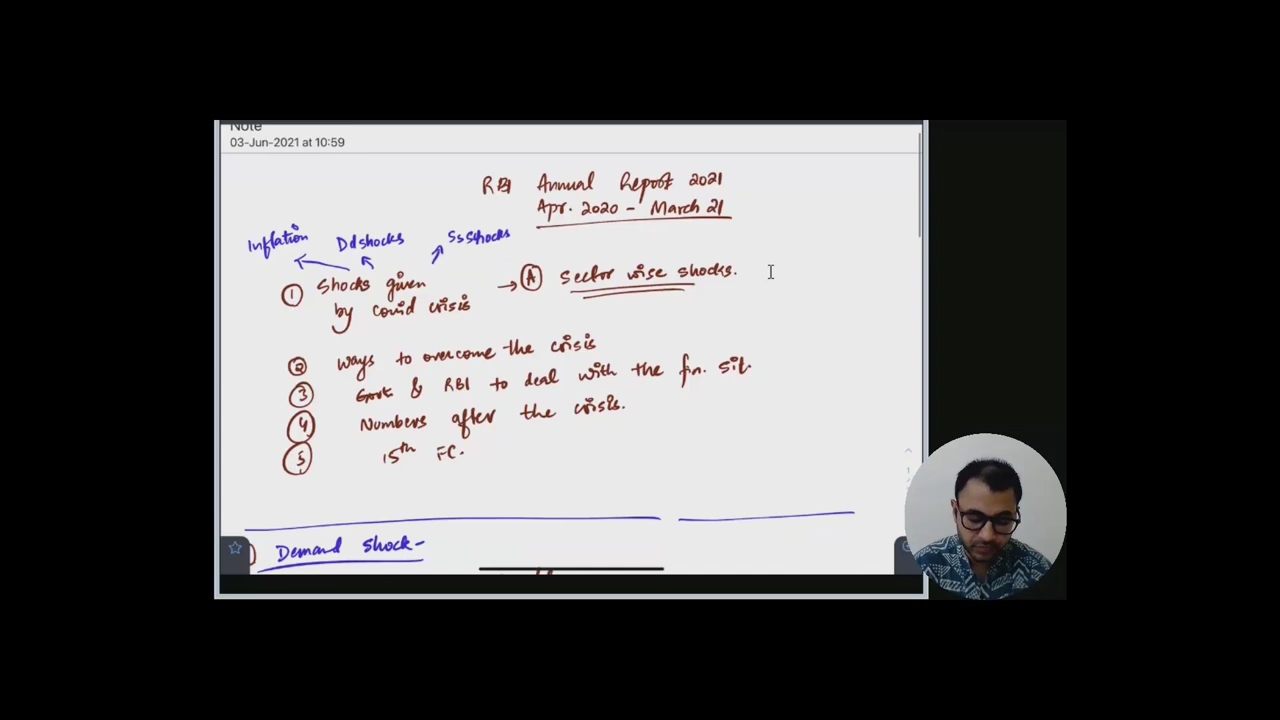 Note
03-Jun-2021 at 10:59
RBI Annual Report 2021
Apr. 2020 - March 21
Inflation Dd shocks Ss shocks
1 Shocks given by covid crisis → A Sector wise shocks.
2 Ways to overcome the crisis
3 Govt & RBI to deal with the fin. sit.
4 Numbers after the crisis.
5 15th FC.
Demand Shock-